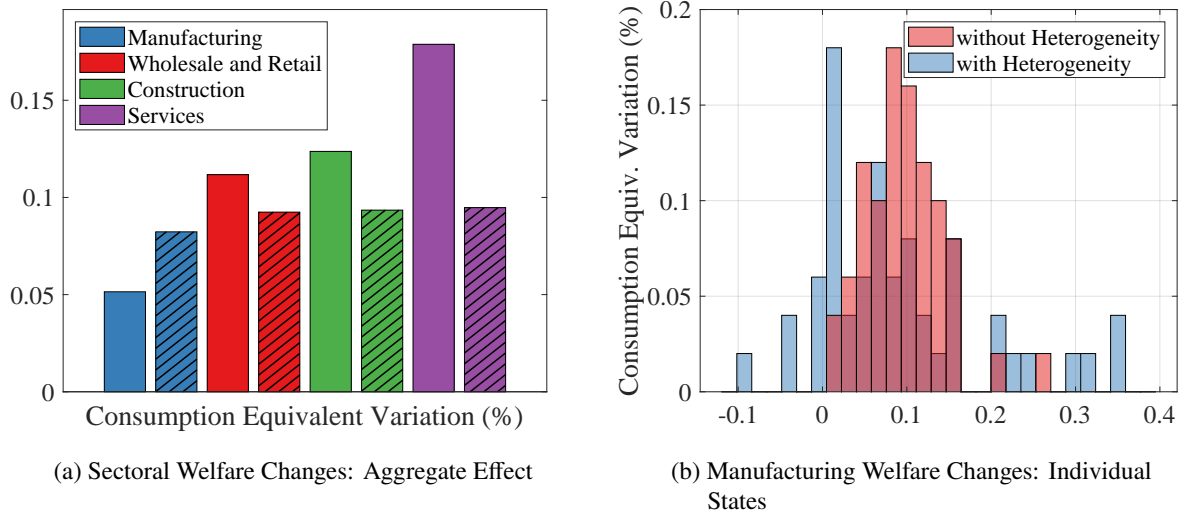 0.15
0.1
0.05
0
Manufacturing
Wholesale and Retail
Construction
Services
Consumption Equivalent Variation (%)
(a) Sectoral Welfare Changes: Aggregate Effect
Consumption Equiv. Variation (%)
0.2
0.15
0.1
0.05
0
without Heterogeneity
with Heterogeneity
-0.1 0 0.1 0.2 0.3 0.4
(b) Manufacturing Welfare Changes: Individual
States